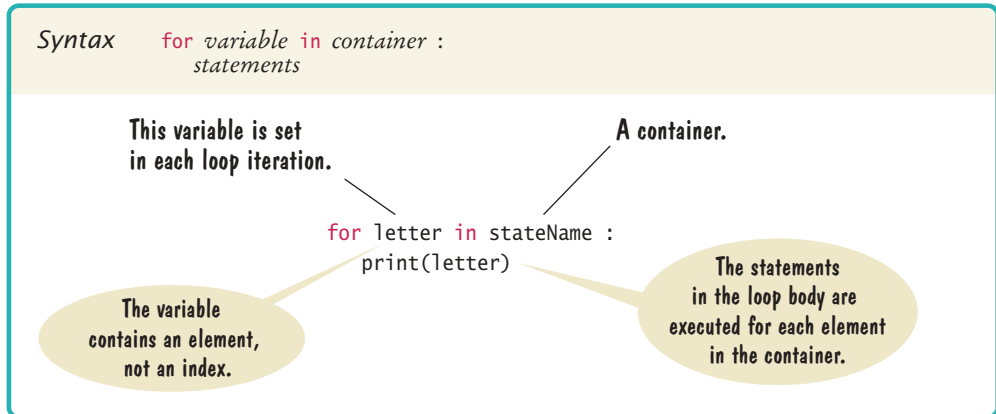 Syntax for variable in container :
statements
This variable is set
in each loop iteration.
A container.
for letter in stateName :
print(letter)
The variable
contains an element,
not an index.
The statements
in the loop body are
executed for each element
in the container.